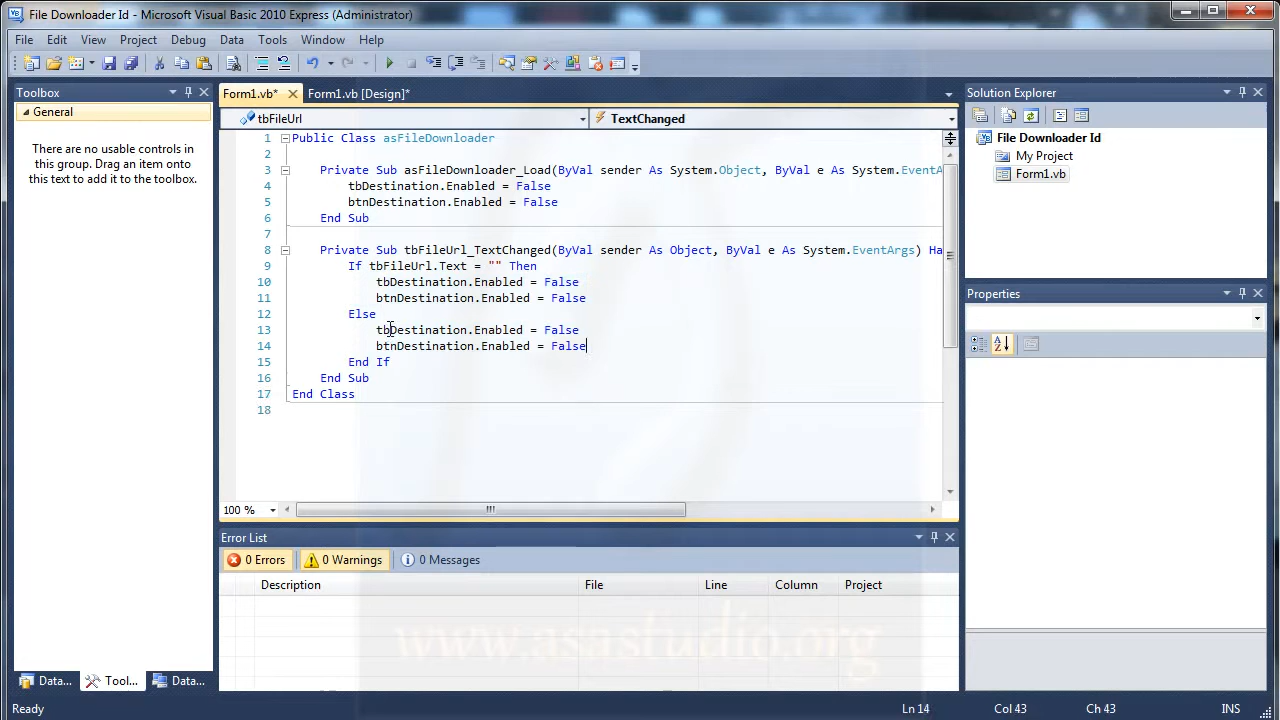 File Downloader Id - Microsoft Visual Basic 2010 Express (Administrator)
File Edit View Project Debug Data Tools Window Help
Toolbox
General
There are no usable controls in
this group. Drag an item onto
this text to add it to the toolbox.
Data... Tool... Data...
Form1.vb* Form1.vb [Design]*
tbFileUrl TextChanged
1 Public Class asFileDownloader
2
3 Private Sub asFileDownloader_Load(ByVal sender As System.Object, ByVal e As System.EventA
4 tbDestination.Enabled = False
5 btnDestination.Enabled = False
6 End Sub
7
8 Private Sub tbFileUrl_TextChanged(ByVal sender As Object, ByVal e As System.EventArgs) Ha
9 If tbFileUrl.Text = "" Then
10 tbDestination.Enabled = False
11 btnDestination.Enabled = False
12 Else
13 tbDestination.Enabled = False
14 btnDestination.Enabled = False
15 End If
16 End Sub
17 End Class
18
100 %
Error List
0 Errors 0 Warnings 0 Messages
Description File Line Column Project
www.asasfudio.org
Solution Explorer
File Downloader Id
My Project
Form1.vb
Properties
Ready Ln 14 Col 43 Ch 43 INS